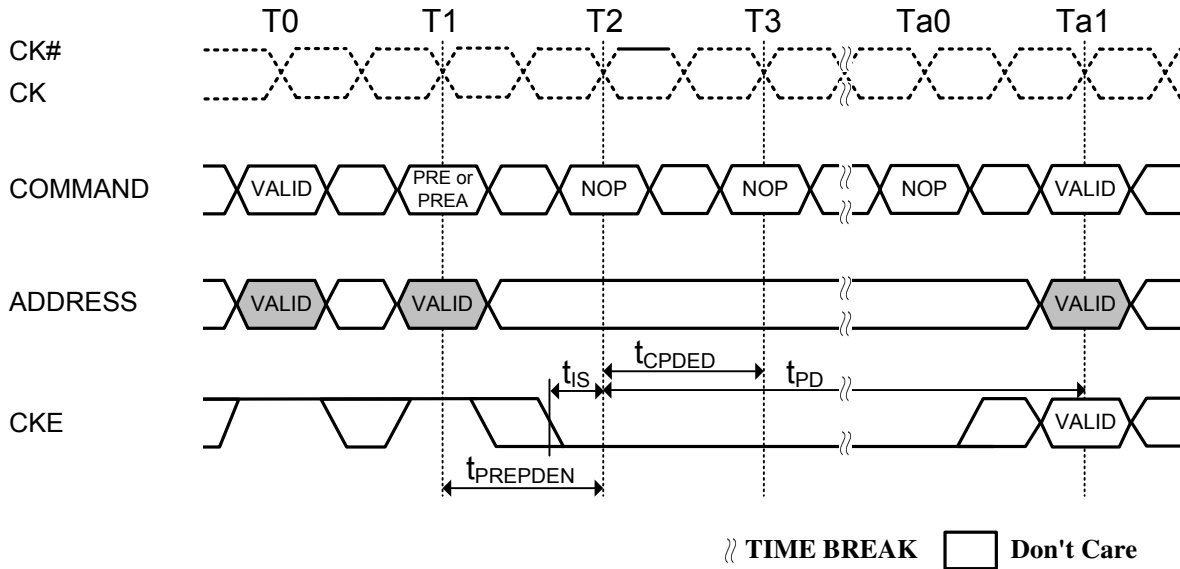 T0 T1 T2 T3 Ta0 Ta1
CK#
CK
COMMAND VALID PRE or PREA NOP NOP NOP VALID
ADDRESS VALID VALID VALID
tIS tCPDED tPD
CKE VALID
tPREPDEN
TIME BREAK Don't Care